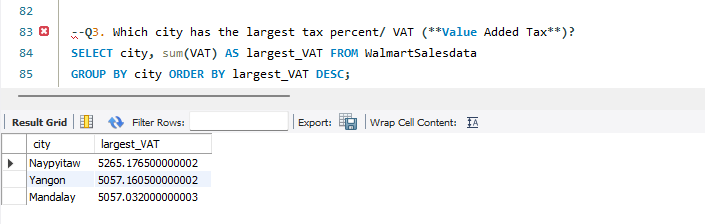 82
83 --Q3. Which city has the largest tax percent/ VAT (**Value Added Tax**)?
84 SELECT city, sum(VAT) AS largest_VAT FROM WalmartSalesdata
85 GROUP BY city ORDER BY largest_VAT DESC;
Result Grid Filter Rows: Export: Wrap Cell Content: IA
city largest_VAT
Naypyitaw 5265.176500000002
Yangon 5057.160500000002
Mandalay 5057.032000000003